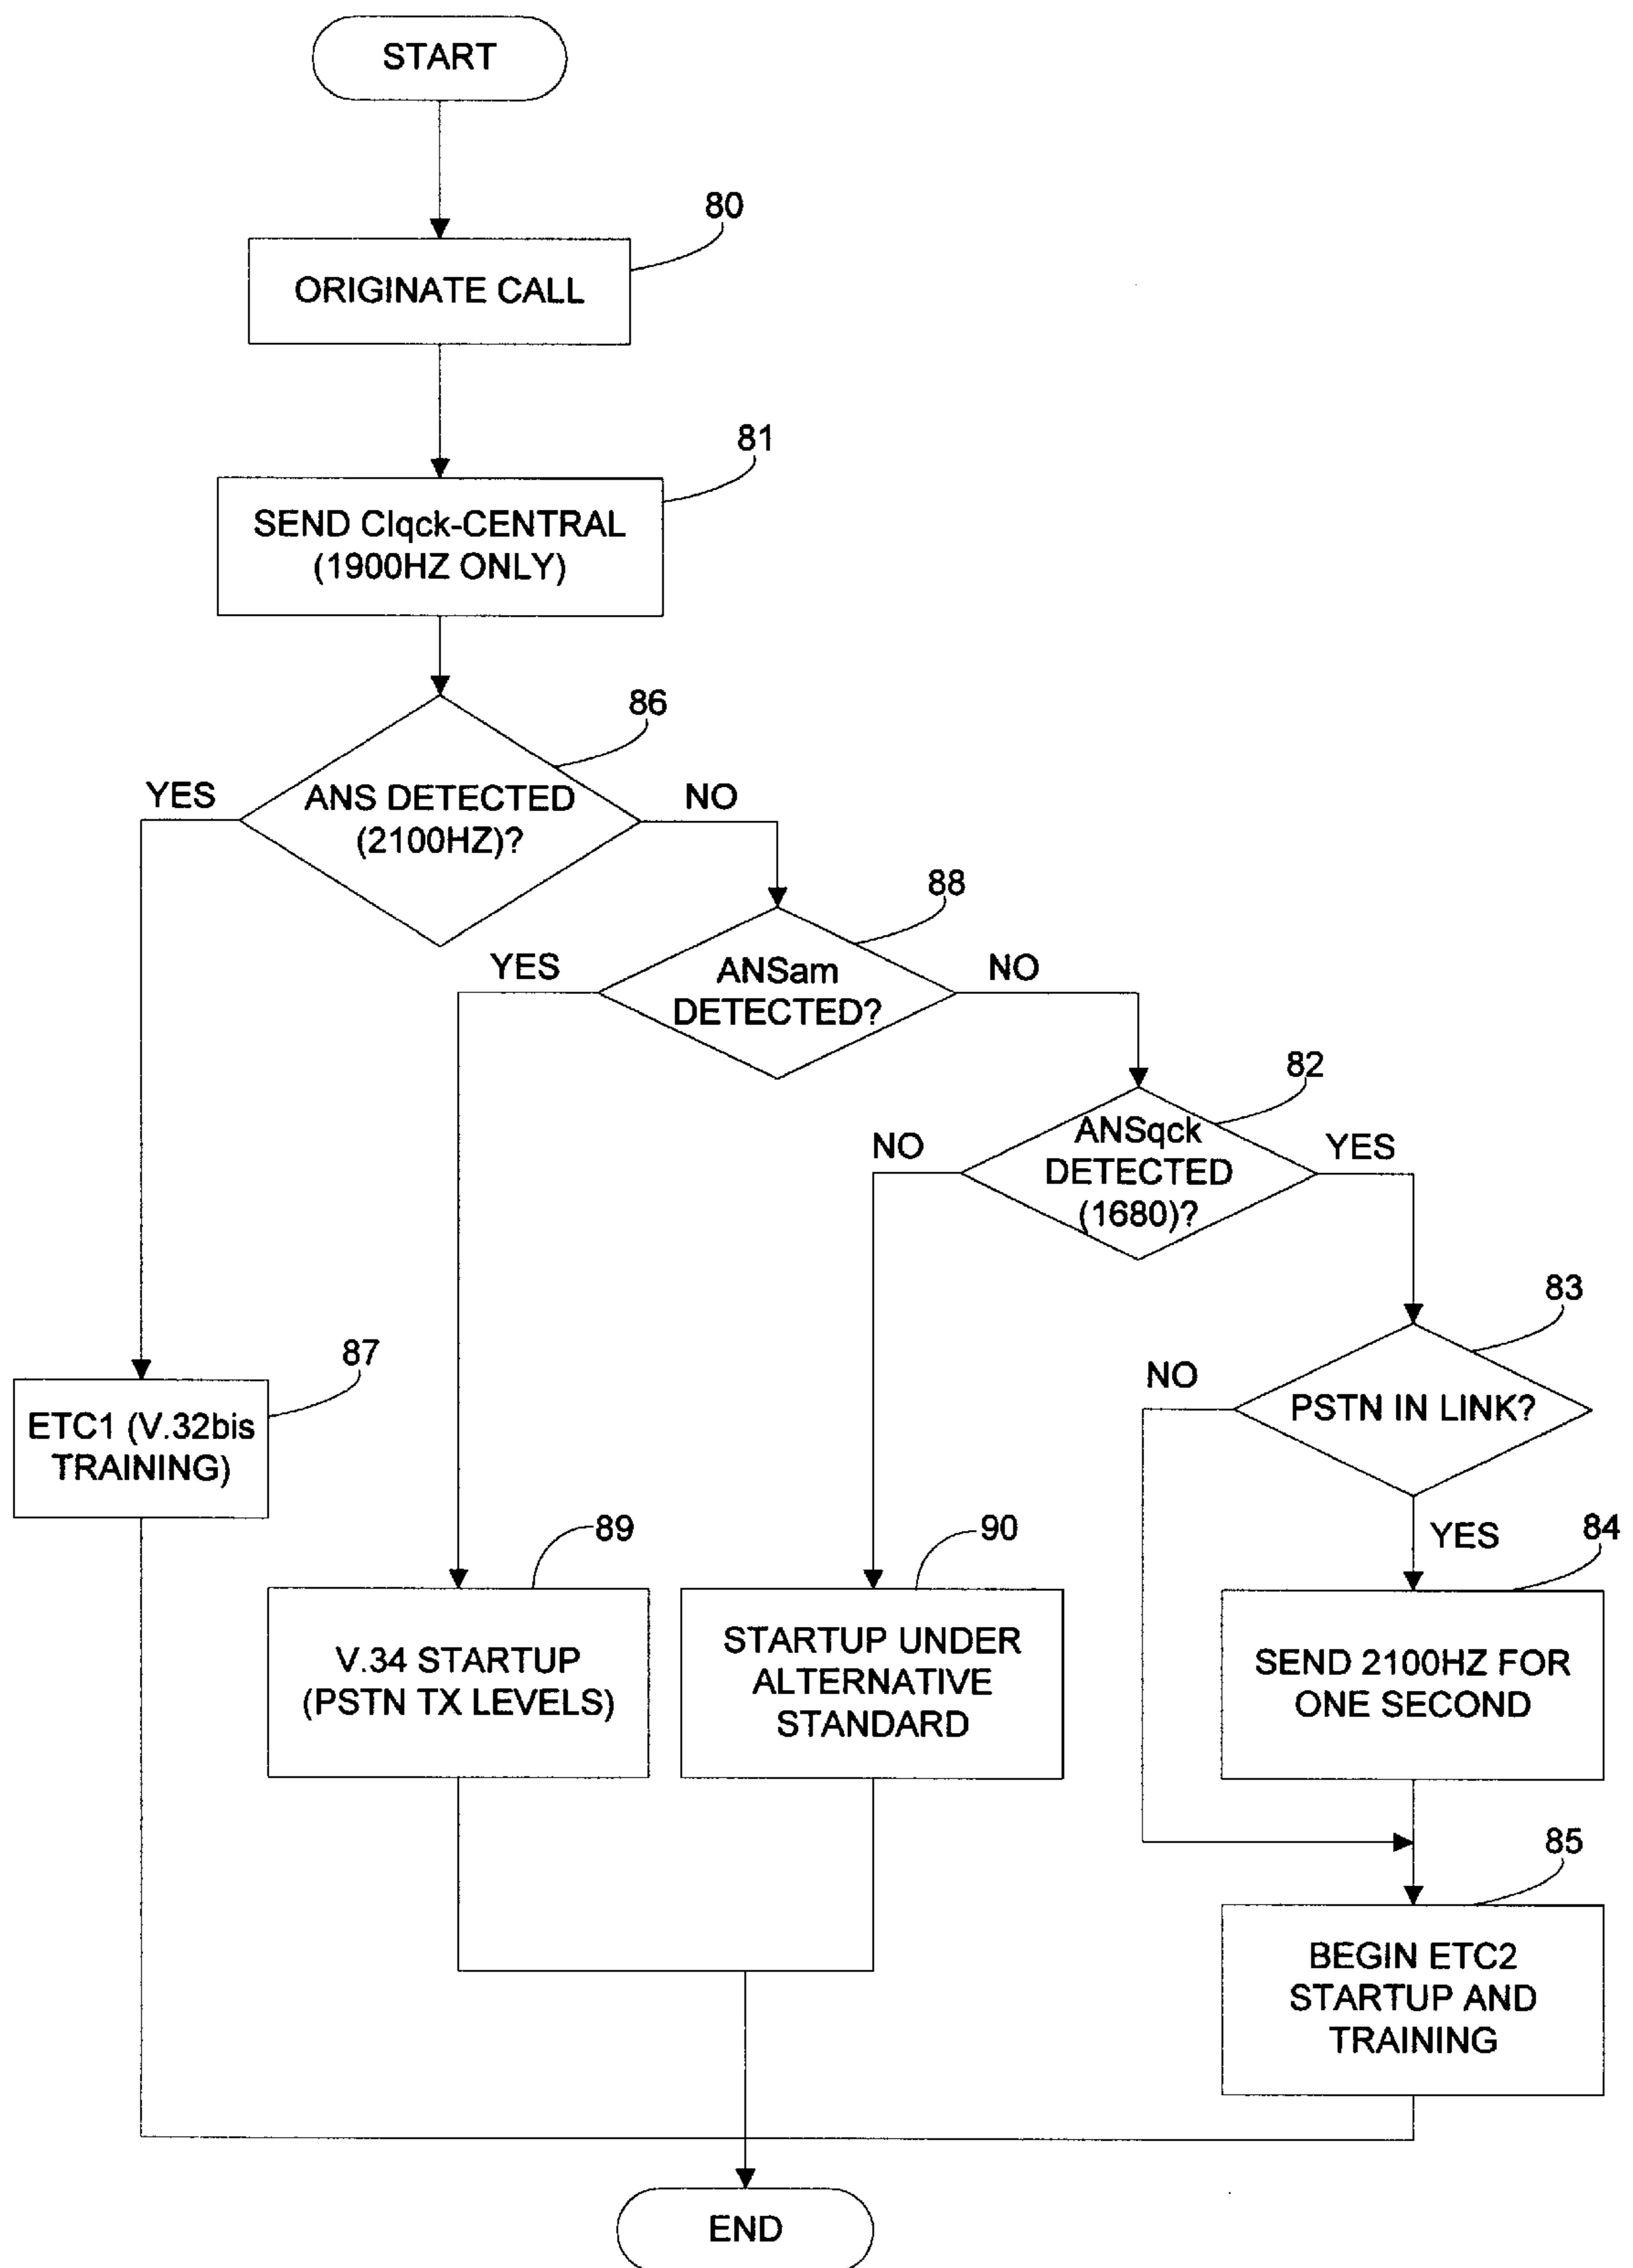 START
80
ORIGINATE CALL
81
SEND CIqck-CENTRAL
(1900HZ ONLY)
86
YES
ANS DETECTED
(2100HZ)?
NO
88
YES
ANSam
DETECTED?
NO
82
NO
ANSqck
DETECTED
(1680)?
YES
83
NO
PSTN IN LINK?
YES
87
ETC1 (V.32bis
TRAINING)
89
V.34 STARTUP
(PSTN TX LEVELS)
90
STARTUP UNDER
ALTERNATIVE
STANDARD
84
SEND 2100HZ FOR
ONE SECOND
85
BEGIN ETC2
STARTUP AND
TRAINING
END